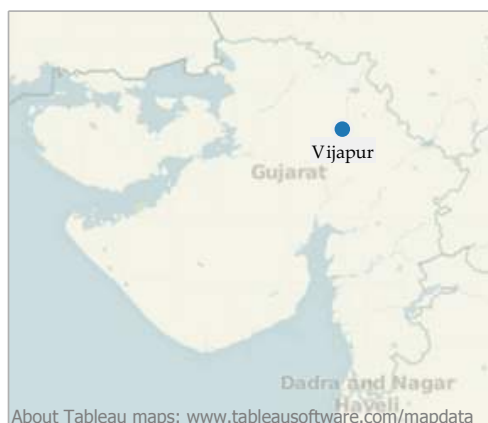 Vijapur
Gujarat
Dadra and Nagar
Haveli
About Tableau maps: www.tableausoftware.com/mapdata